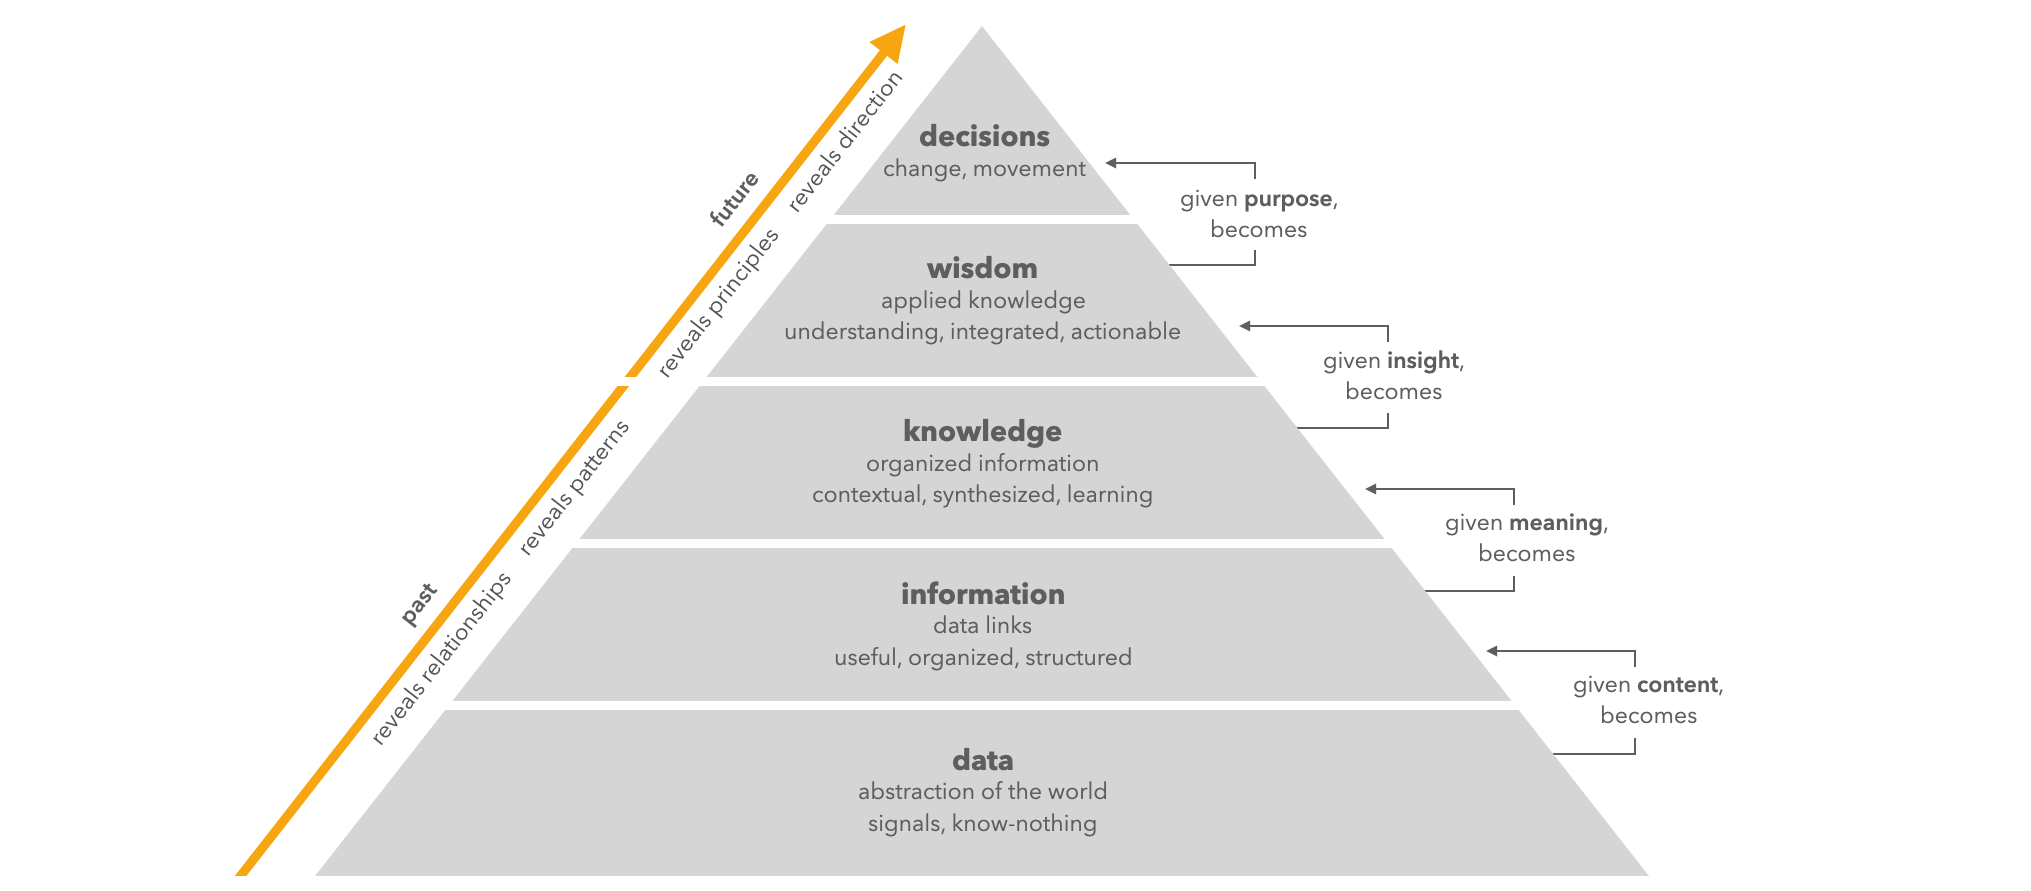 decisions
change, movement
given purpose,
becomes
wisdom
applied knowledge
understanding, integrated, actionable
given insight,
becomes
knowledge
organized information
contextual, synthesized, learning
given meaning,
becomes
information
data links
useful, organized, structured
given content,
becomes
data
abstraction of the world
signals, know-nothing
future
reveals direction
reveals principles
past
reveals patterns
reveals relationships